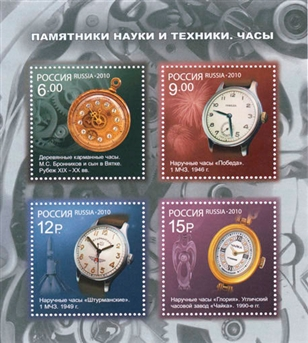 ПАМЯТНИКИ НАУКИ И ТЕХНИКИ. ЧАСЫ
РОССИЯ RUSSIA·2010
6.00
Деревянные карманные часы.
М.С. Бронников и сын в Вятке.
Рубеж XIX - XX вв.
РОССИЯ RUSSIA·2010
9.00
Наручные часы «Победа».
1 МЧЗ. 1946 г.
РОССИЯ RUSSIA·2010
12Р
Наручные часы «Штурманские».
1 МЧЗ. 1949 г.
РОССИЯ RUSSIA·2010
15Р
Наручные часы «Глория». Угличский
часовой завод «Чайка». 1990-е гг.